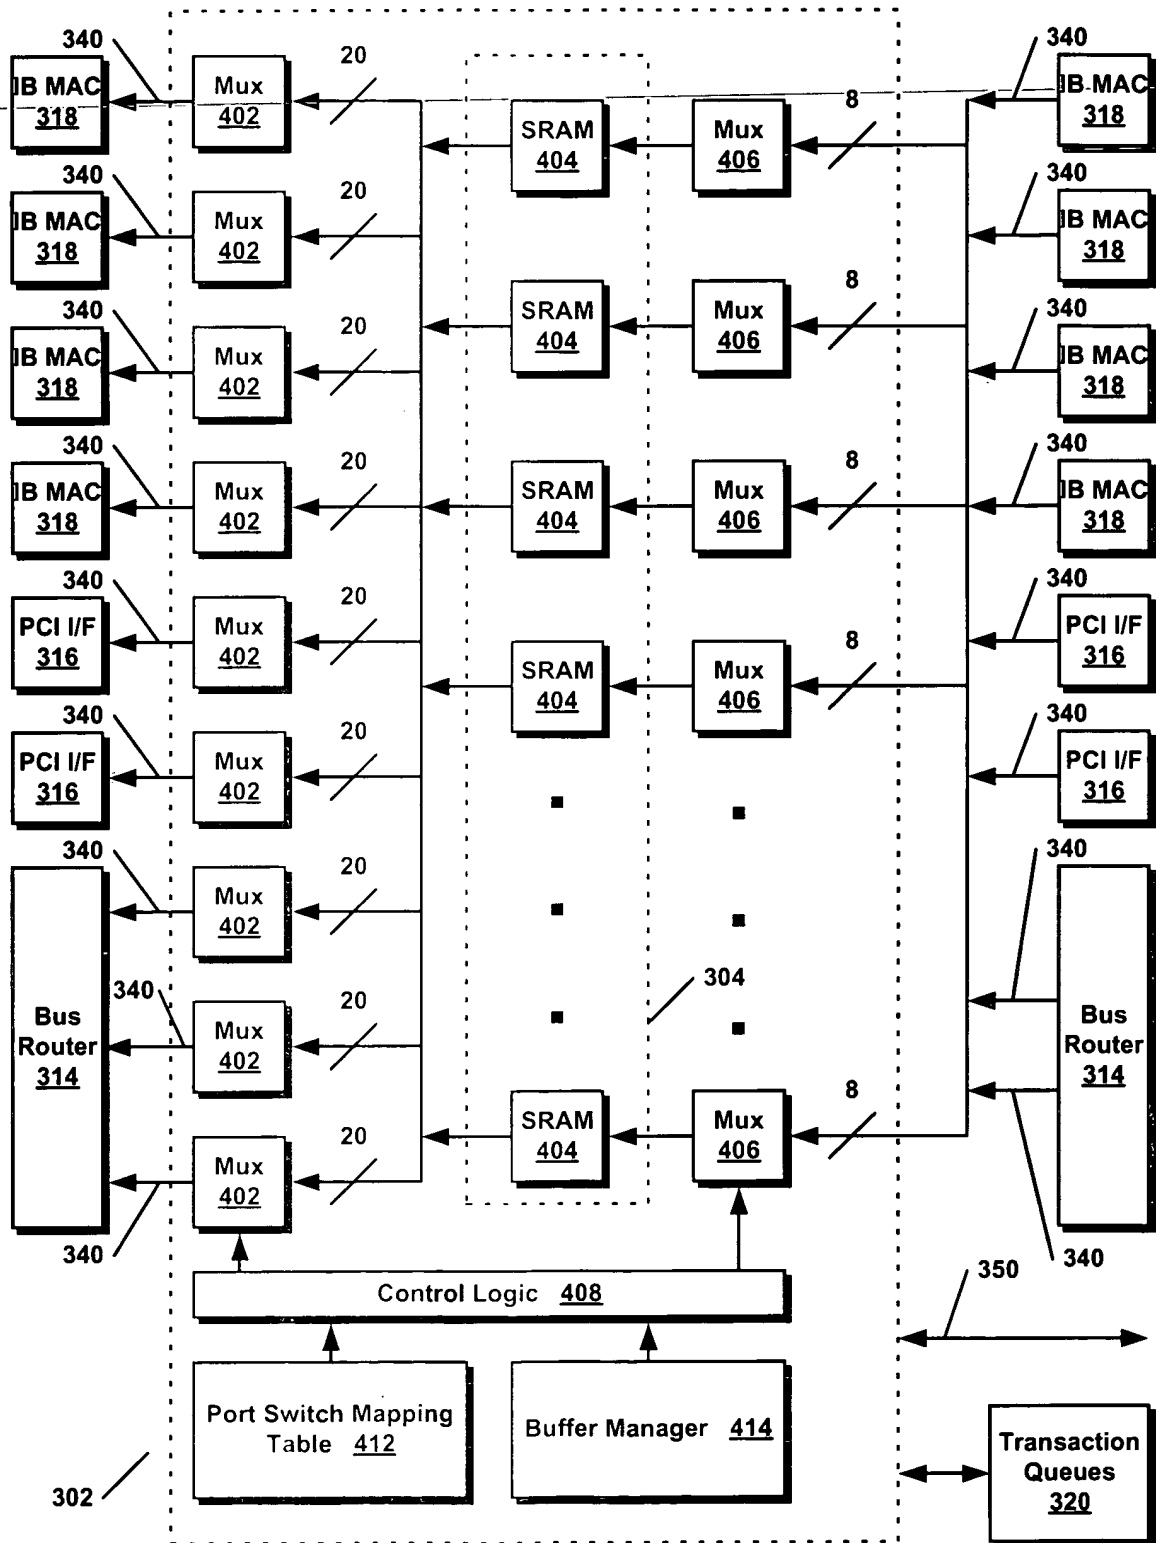 340
20
340
IB MAC
318
Mux
402
8
IB MAC
318
SRAM
404
Mux
406
340
20
340
IB MAC
318
Mux
402
IB MAC
318
8
SRAM
404
Mux
406
340
20
340
IB MAC
318
Mux
402
IB MAC
318
340
20
8
340
IB MAC
318
Mux
402
SRAM
404
Mux
406
IB MAC
318
340
20
340
PCI I/F
316
Mux
402
8
PCI I/F
316
SRAM
404
Mux
406
340
20
340
PCI I/F
316
Mux
402
PCI I/F
316
340
20
340
Mux
402
340
20
304
Bus
Router
314
Mux
402
Bus
Router
314
8
20
SRAM
404
Mux
406
Mux
402
340
340
Control Logic 408
350
Port Switch Mapping
Table 412
Buffer Manager 414
Transaction
Queues
320
302